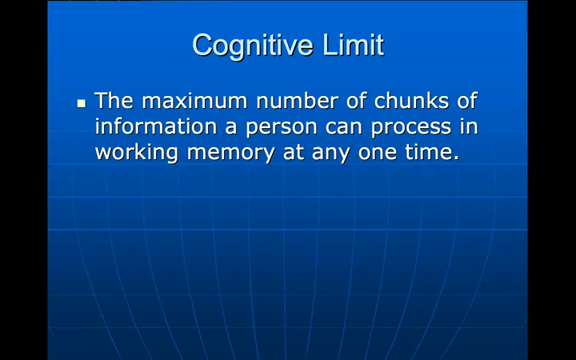 Cognitive Limit
The maximum number of chunks of
information a person can process in
working memory at any one time.